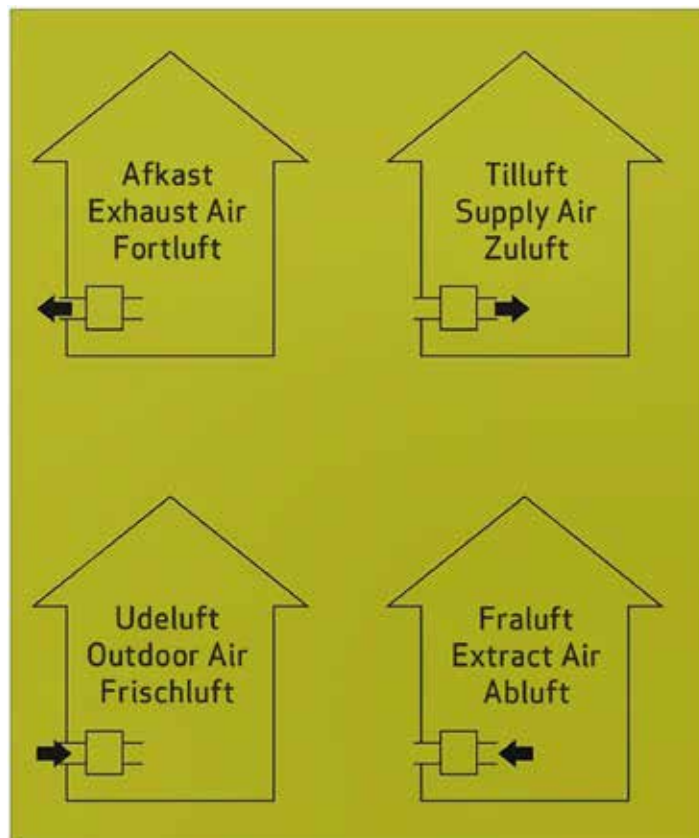 Afkast
Exhaust Air
Fortluft
Tilluft
Supply Air
Zuluft
Udeluft
Outdoor Air
Frischluft
Fraluft
Extract Air
Abluft